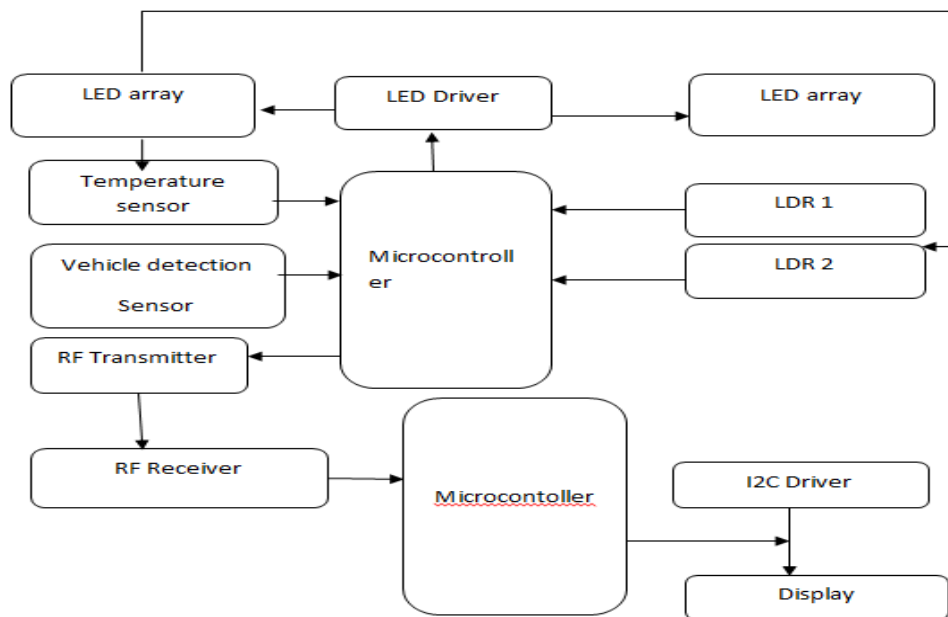 LED array
LED Driver
LED array
Temperature
sensor
LDR 1
Microcontroll
er
Vehicle detection
Sensor
LDR 2
RF Transmitter
RF Receiver
Microcontoller
I2C Driver
Display